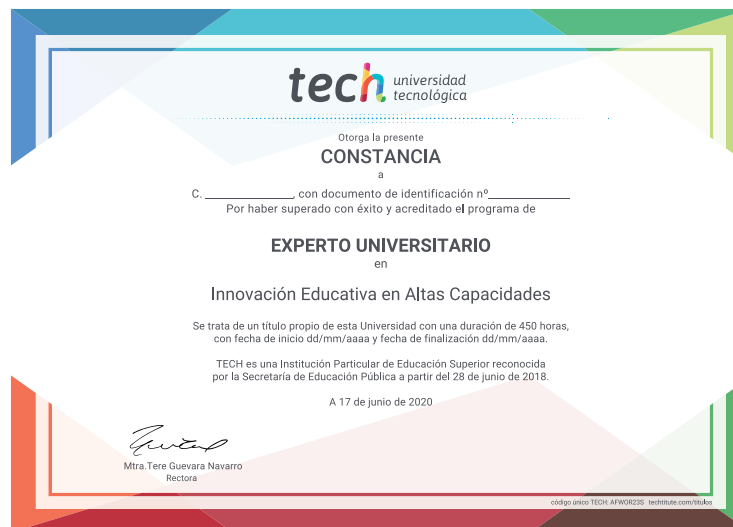 tech universidad
tecnológica
Otorga la presente
CONSTANCIA
a
C. ________________, con documento de identificación nº________________
Por haber superado con éxito y acreditado el programa de
EXPERTO UNIVERSITARIO
en
Innovación Educativa en Altas Capacidades
Se trata de un título propio de esta Universidad con una duración de 450 horas,
con fecha de inicio dd/mm/aaaa y fecha de finalización dd/mm/aaaa.
TECH es una Institución Particular de Educación Superior reconocida
por la Secretaría de Educación Pública a partir del 28 de junio de 2018.
A 17 de junio de 2020
Mtra.Tere Guevara Navarro
Rectora
código único TECH: AFWOR23S techtitute.com/titulos